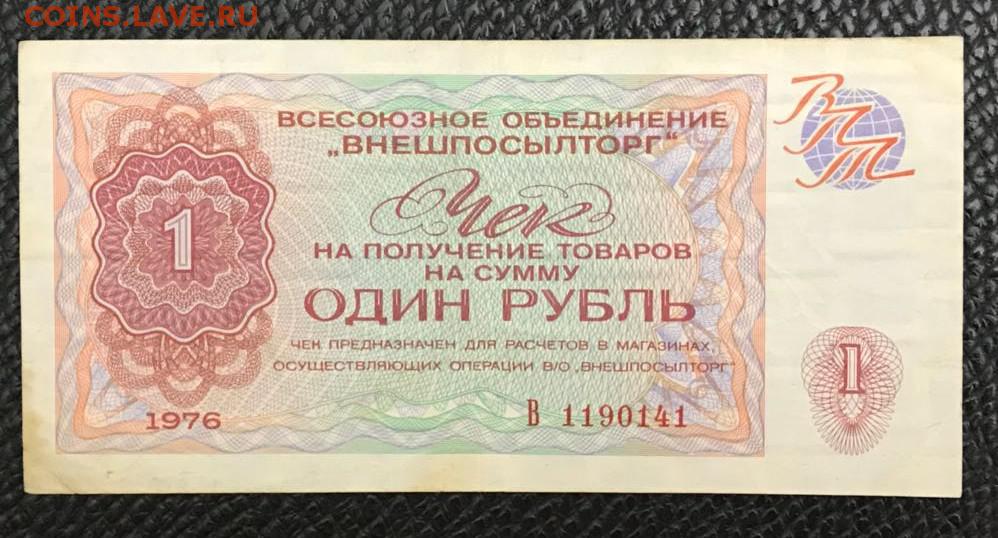 COINS.LAVE.RU
ВСЕСОЮЗНОЕ ОБЪЕДИНЕНИЕ
„ВНЕШПОСЫЛТОРГ"
ВПТ
Чек
НА ПОЛУЧЕНИЕ ТОВАРОВ
НА СУММУ
1
ОДИН РУБЛЬ
ЧЕК ПРЕДНАЗНАЧЕН ДЛЯ РАСЧЕТОВ В МАГАЗИНАХ,
ОСУЩЕСТВЛЯЮЩИХ ОПЕРАЦИИ В/О „ВНЕШПОСЫЛТОРГ"
1
1976
В 1190141